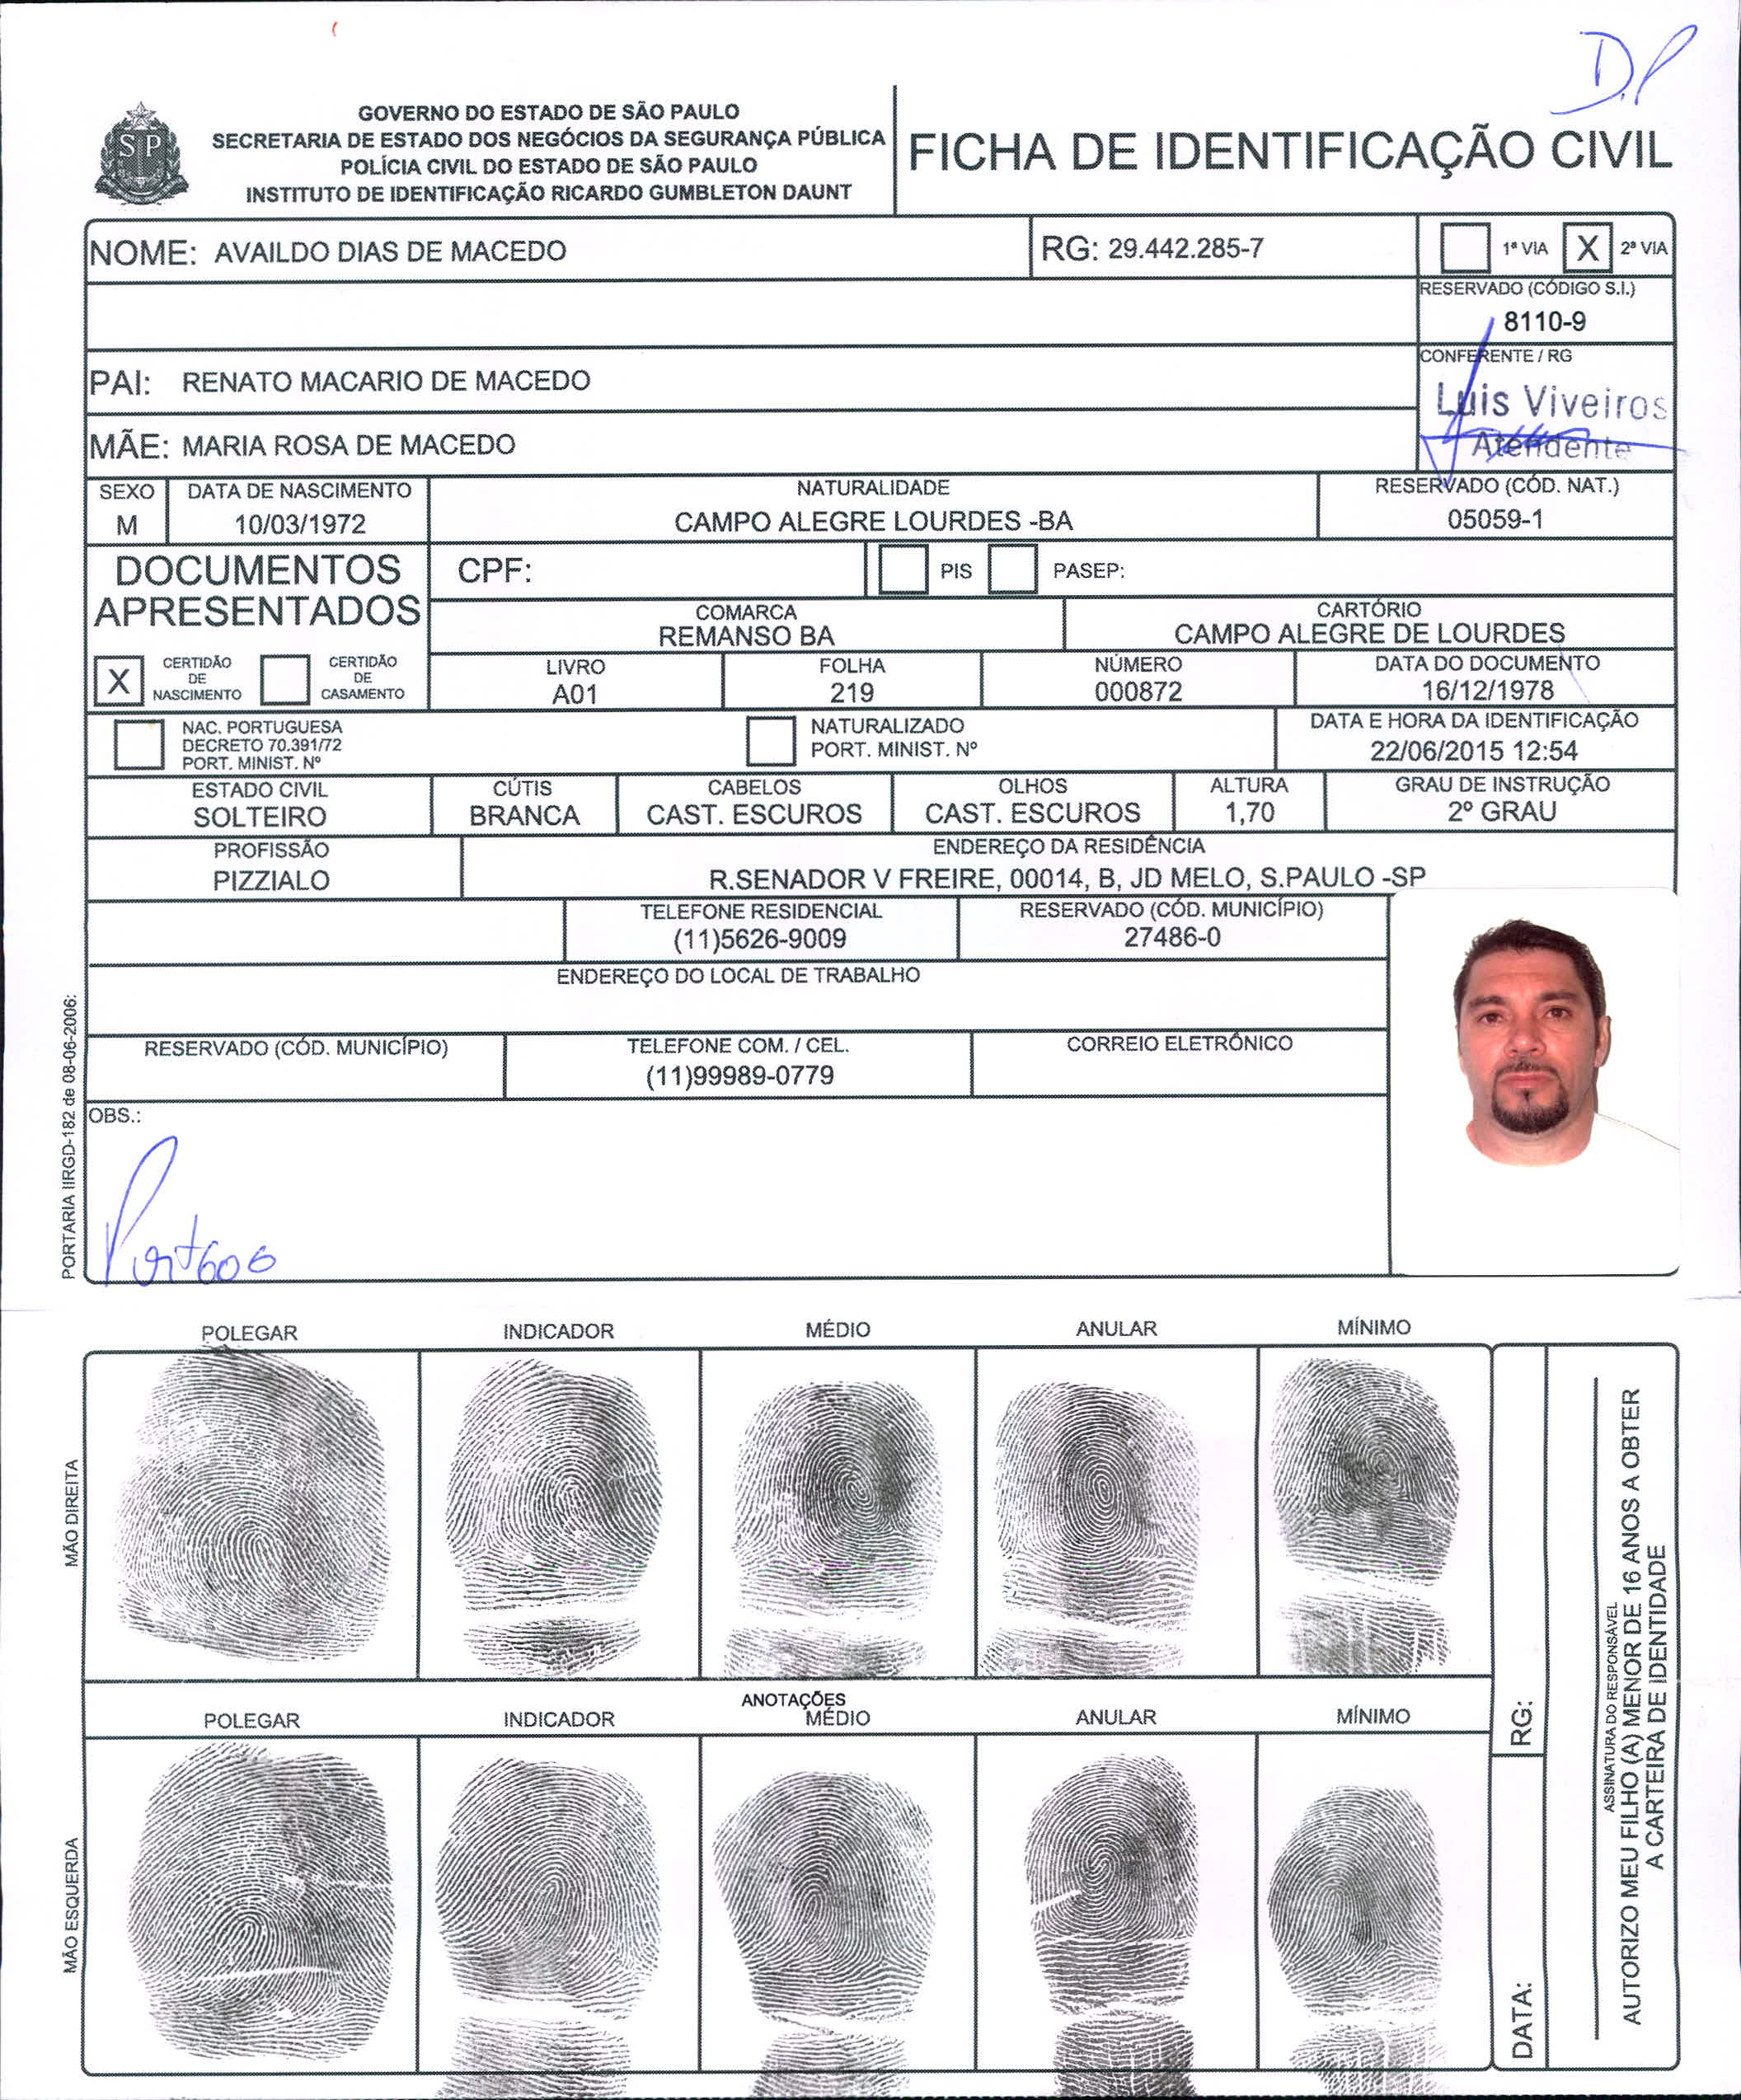 D.P
GOVERNO DO ESTADO DE SÃO PAULO
SECRETARIA DE ESTADO DOS NEGÓCIOS DA SEGURANÇA PÚBLICA
POLÍCIA CIVIL DO ESTADO DE SÃO PAULO
INSTITUTO DE IDENTIFICAÇÃO RICARDO GUMBLETON DAUNT
SP
FICHA DE IDENTIFICAÇÃO CIVIL
NOME: AVAILDO DIAS DE MACEDO
RG: 29.442.285-7
1ª VIA X 2ª VIA
RESERVADO (CÓDIGO S.I.)
8110-9
PAI: RENATO MACARIO DE MACEDO
CONFERENTE / RG
Luis Viveiros
Atendente
MÃE: MARIA ROSA DE MACEDO
SEXO
M
DATA DE NASCIMENTO
10/03/1972
NATURALIDADE
CAMPO ALEGRE LOURDES -BA
RESERVADO (CÓD. NAT.)
05059-1
DOCUMENTOS
APRESENTADOS
CPF:
PIS
PASEP:
COMARCA
REMANSO BA
CARTÓRIO
CAMPO ALEGRE DE LOURDES
X CERTIDÃO
DE
NASCIMENTO
CERTIDÃO
DE
CASAMENTO
LIVRO
A01
FOLHA
219
NÚMERO
000872
DATA DO DOCUMENTO
16/12/1978
NAC. PORTUGUESA
DECRETO 70.391/72
PORT. MINIST. Nº
NATURALIZADO
PORT. MINIST. Nº
DATA E HORA DA IDENTIFICAÇÃO
22/06/2015 12:54
ESTADO CIVIL
SOLTEIRO
CÚTIS
BRANCA
CABELOS
CAST. ESCUROS
OLHOS
CAST. ESCUROS
ALTURA
1,70
GRAU DE INSTRUÇÃO
2º GRAU
PROFISSÃO
PIZZIALO
ENDEREÇO DA RESIDÊNCIA
R.SENADOR V FREIRE, 00014, B, JD MELO, S.PAULO -SP
TELEFONE RESIDENCIAL
(11)5626-9009
RESERVADO (CÓD. MUNICÍPIO)
27486-0
ENDEREÇO DO LOCAL DE TRABALHO
RESERVADO (CÓD. MUNICÍPIO)
TELEFONE COM. / CEL.
(11)99989-0779
CORREIO ELETRÔNICO
OBS.:
PORTARIA IIRGD-182 de 08-06-2006:
POLEGAR INDICADOR MÉDIO ANULAR MÍNIMO
MÃO DIREITA
ANOTAÇÕES
POLEGAR INDICADOR MÉDIO ANULAR MÍNIMO
MÃO ESQUERDA
RG:
DATA:
ASSINATURA DO RESPONSÁVEL
AUTORIZO MEU FILHO (A) MENOR DE 16 ANOS A OBTER
A CARTEIRA DE IDENTIDADE